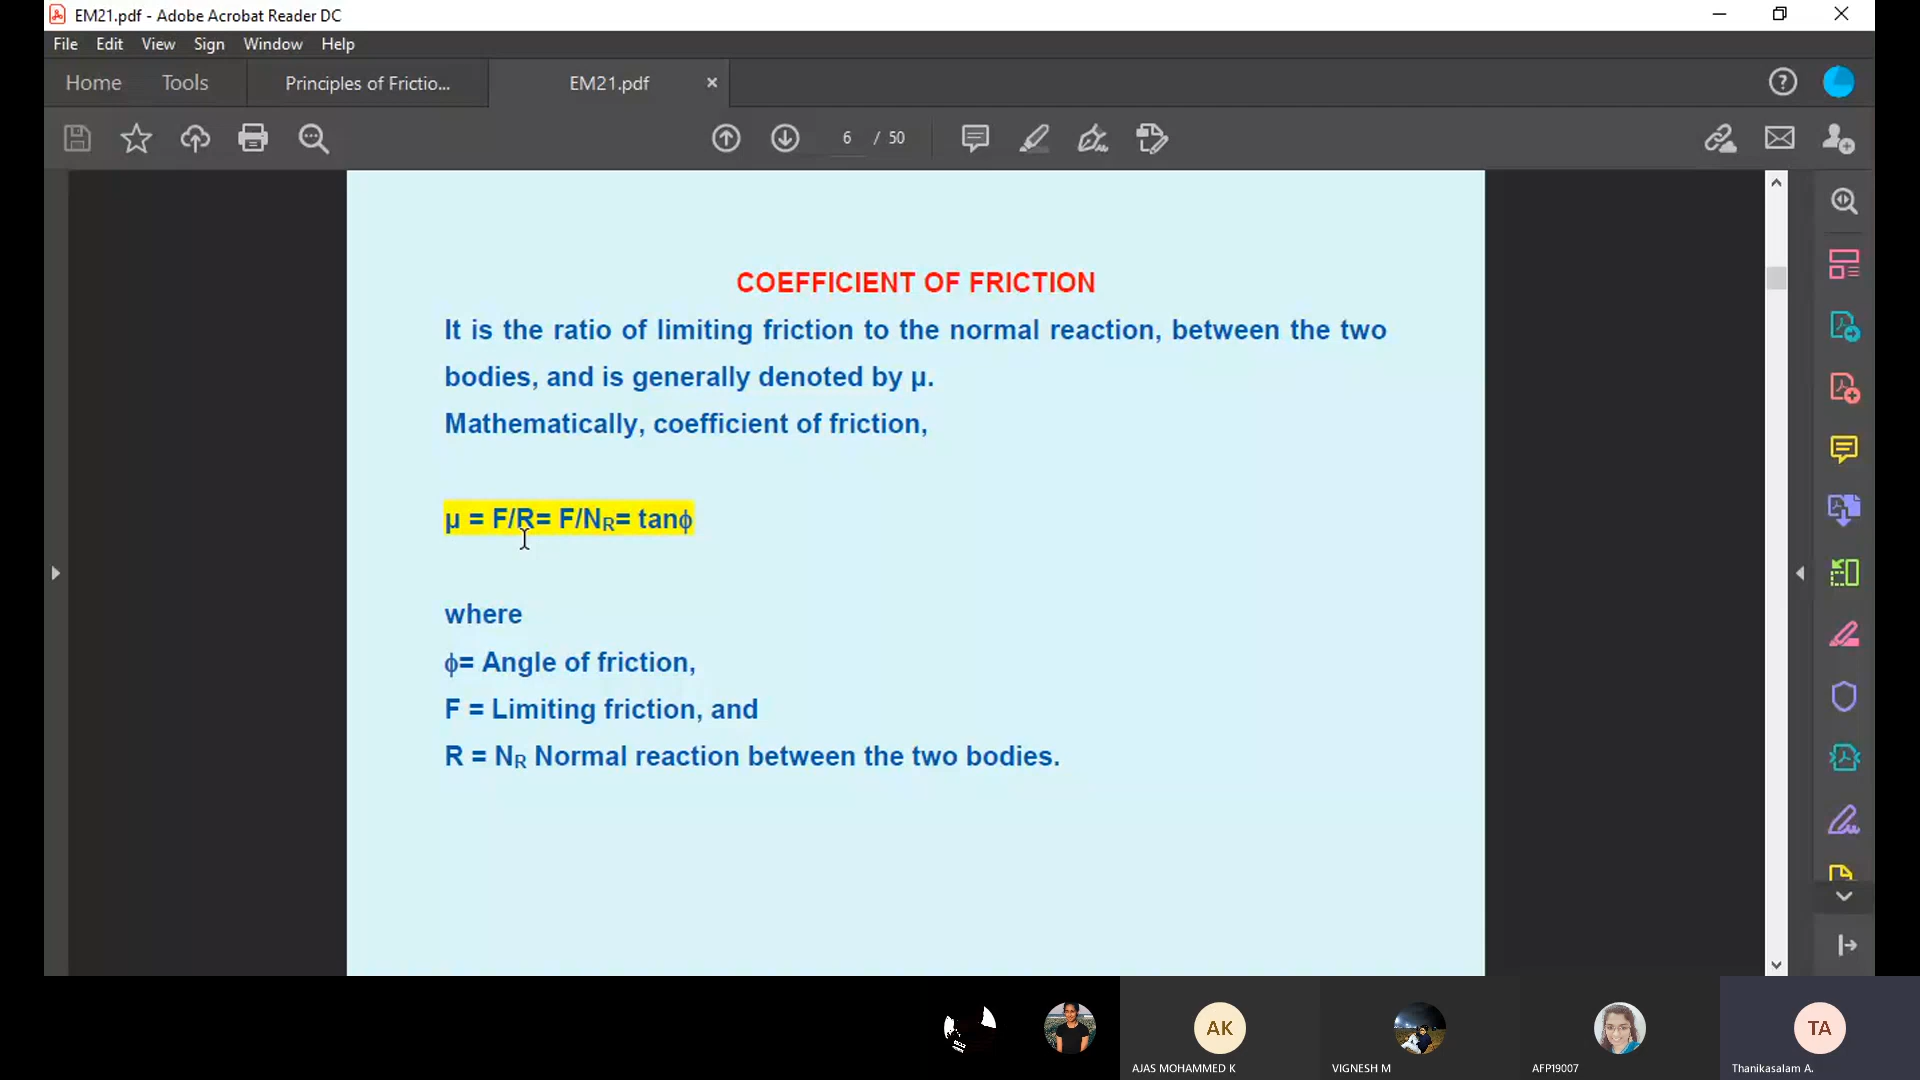 EM21.pdf - Adobe Acrobat Reader DC
File Edit View Sign Window Help
Home Tools Principles of Frictio... EM21.pdf
6 / 50
COEFFICIENT OF FRICTION
It is the ratio of limiting friction to the normal reaction, between the two
bodies, and is generally denoted by μ.
Mathematically, coefficient of friction,
μ = F/R= F/NR= tanϕ
where
ϕ= Angle of friction,
F = Limiting friction, and
R = NR Normal reaction between the two bodies.
AK
TA
AJAS MOHAMMED K
VIGNESH M
AFP19007
Thanikasalam A.